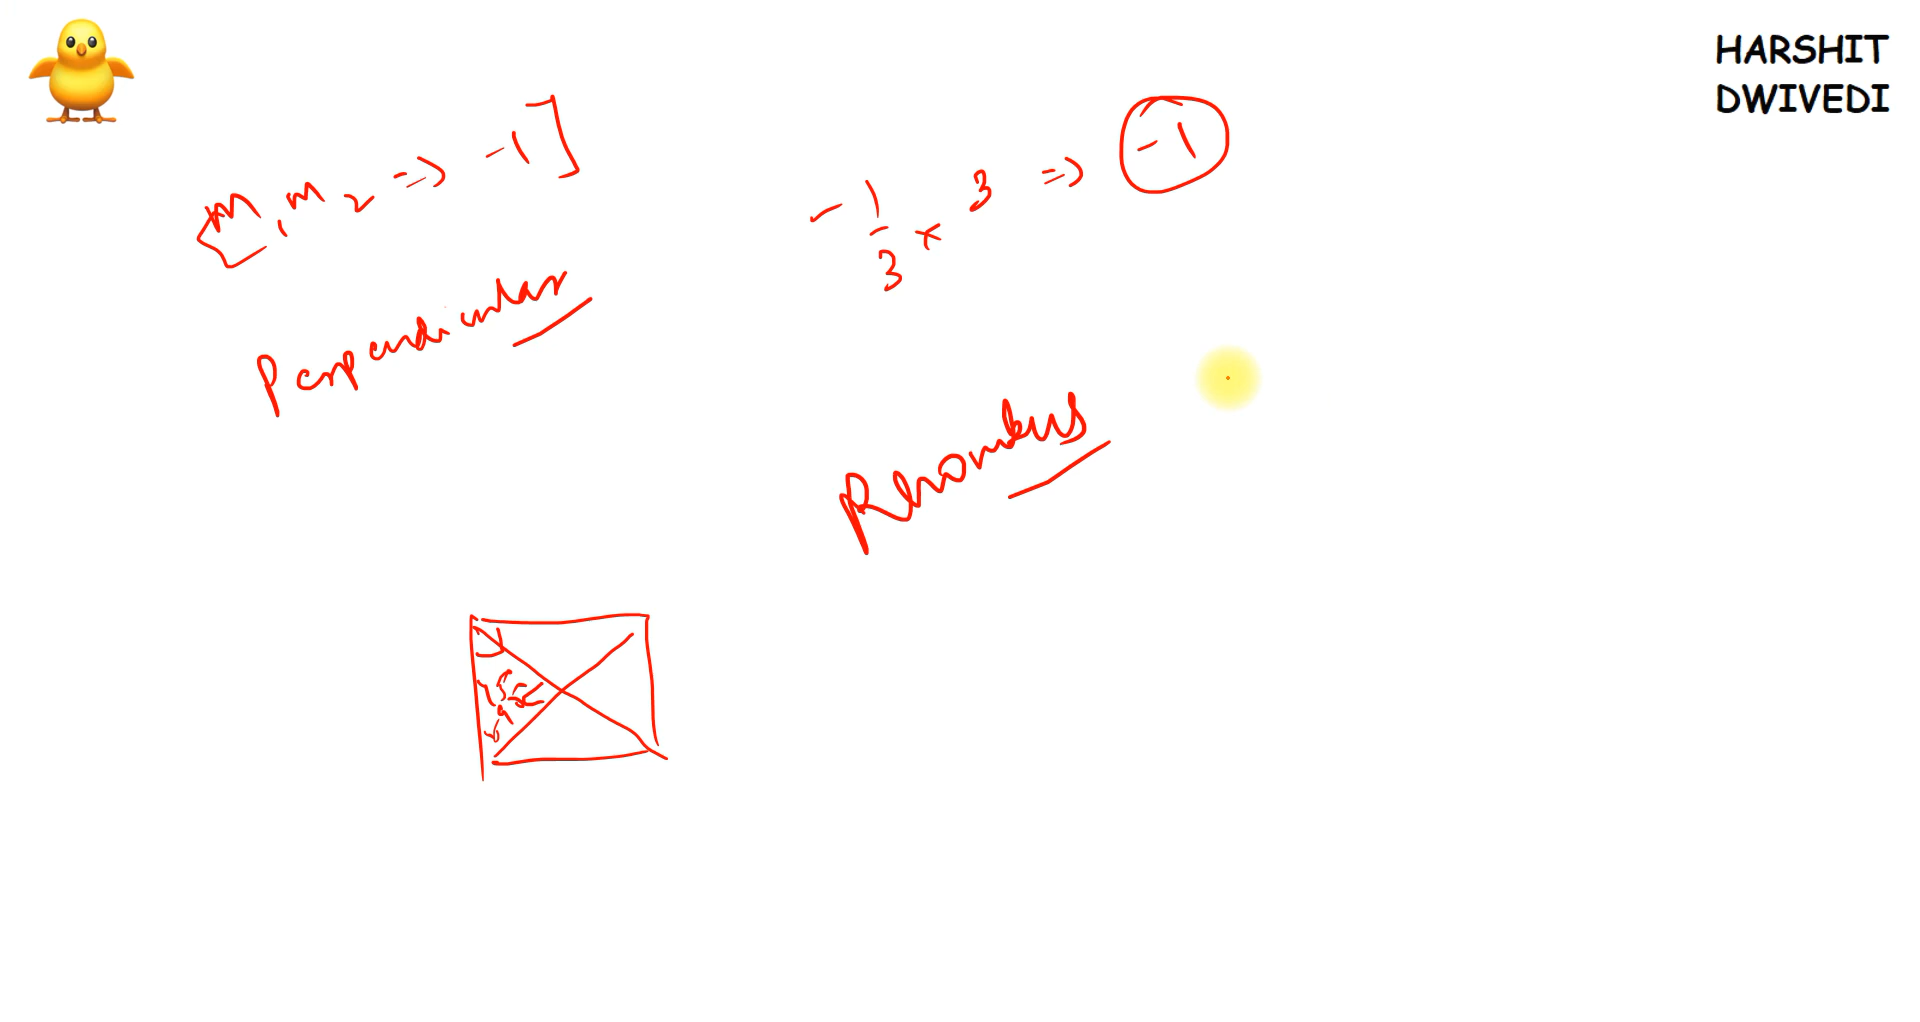 HARSHIT
DWIVEDI
[m₁m₂ => -1]
- 1/3 × 3 => -1
Perpendicular
Rhombus